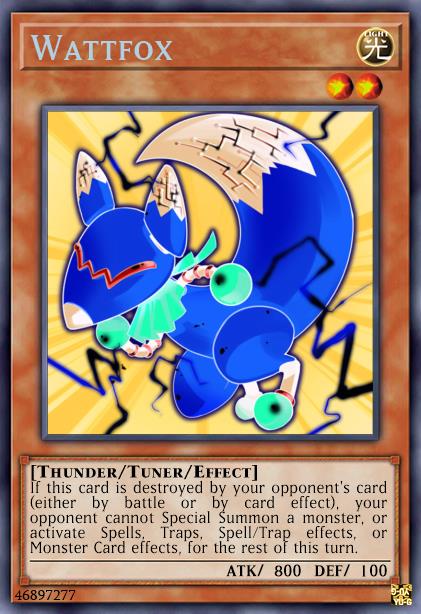 WATTFOX
LIGHT
光
[THUNDER/TUNER/EFFECT]
If this card is destroyed by your opponent's card
(either by battle or by card effect), your
opponent cannot Special Summon a monster, or
activate Spells, Traps, Spell/Trap effects, or
Monster Card effects, for the rest of this turn.
ATK/ 800 DEF/ 100
46897277